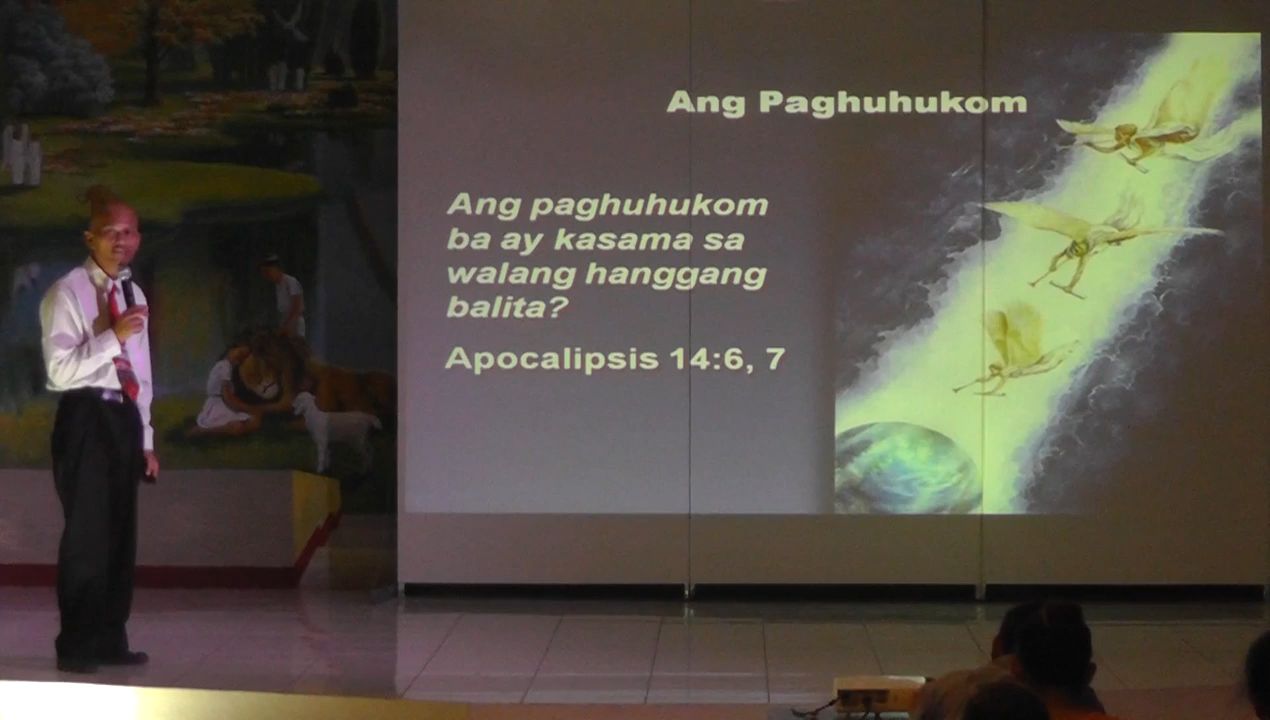 Ang Paghuhukom
Ang paghuhukom
ba ay kasama sa
walang hanggang
balita?
Apocalipsis 14:6, 7